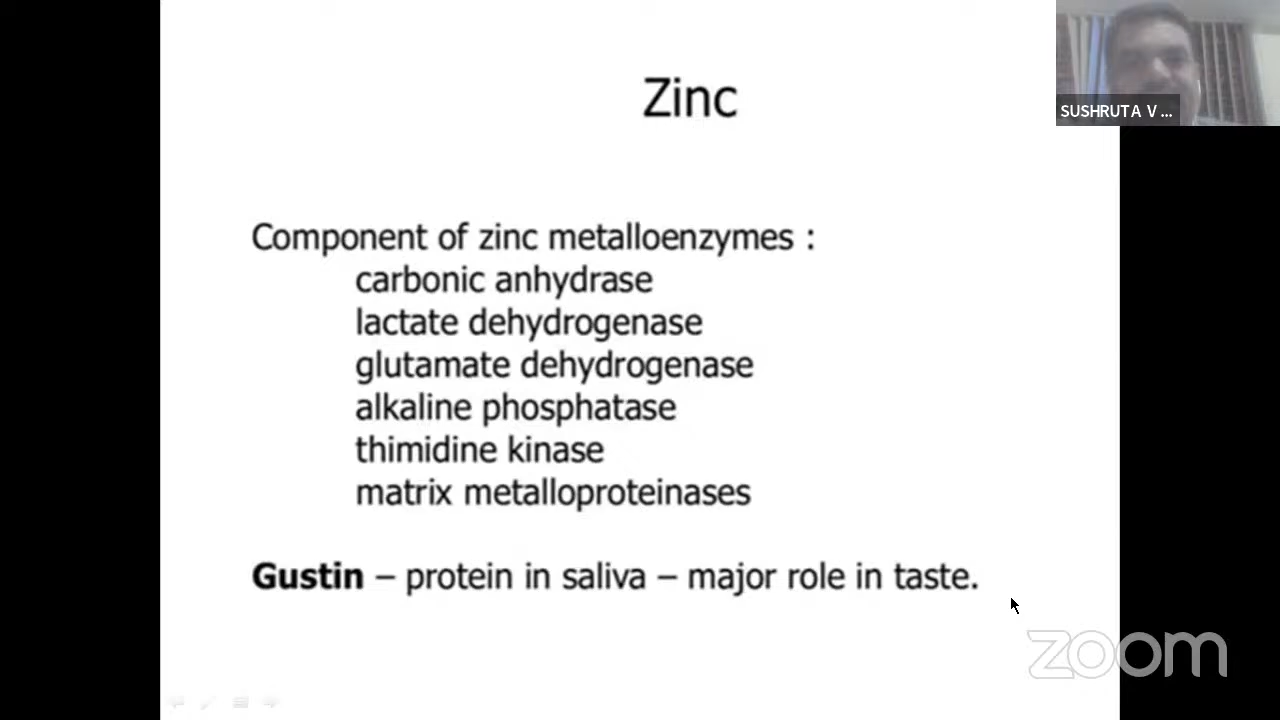 Zinc
SUSHRUTA V ...
Component of zinc metalloenzymes :
carbonic anhydrase
lactate dehydrogenase
glutamate dehydrogenase
alkaline phosphatase
thimidine kinase
matrix metalloproteinases
Gustin – protein in saliva – major role in taste.
zoom